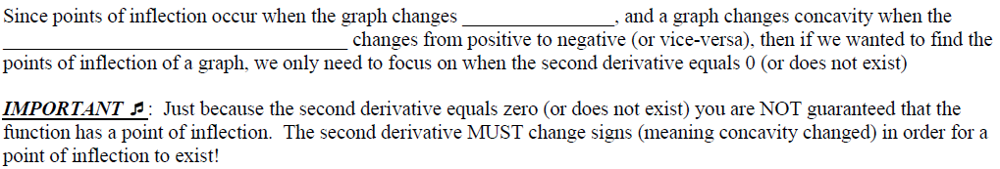 Since points of inflection occur when the graph changes ________________, and a graph changes concavity when the
____________________________________ changes from positive to negative (or vice-versa), then if we wanted to find the
points of inflection of a graph, we only need to focus on when the second derivative equals 0 (or does not exist)
IMPORTANT ♫: Just because the second derivative equals zero (or does not exist) you are NOT guaranteed that the
function has a point of inflection. The second derivative MUST change signs (meaning concavity changed) in order for a
point of inflection to exist!